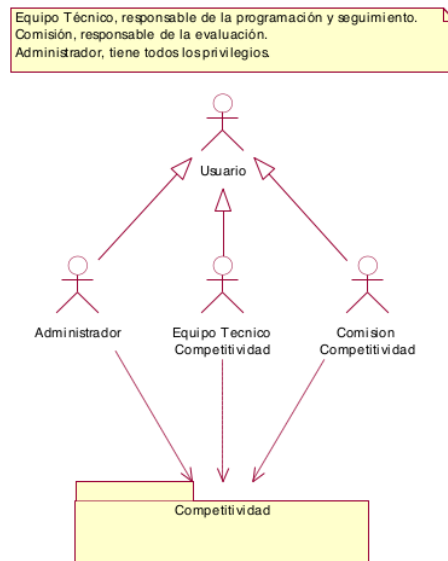 Equipo Técnico, responsable de la programación y seguimiento.
Comisión, responsable de la evaluación.
Administrador, tiene todos los privilegios.
Usuario
Administrador
Equipo Tecnico
Competitividad
Comision
Competitividad
Competitividad